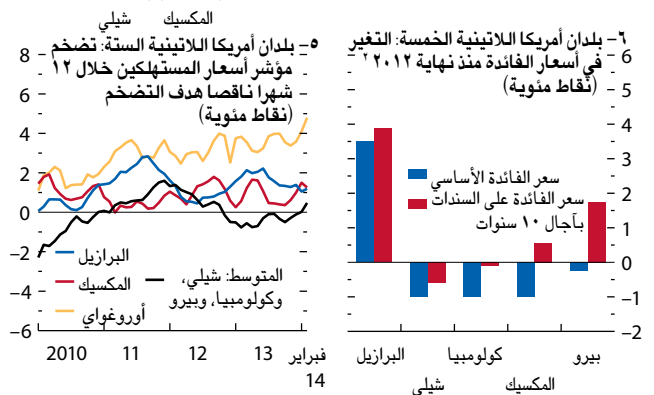 المكسيك
شيلي
٥– بلدان أمريكا اللاتينية الستة: تضخم
مؤشر أسعار المستهلكين خلال ١٢
شهرا ناقصا هدف التضخم
(نقاط مئوية)
8
6
4
2
0
–2
–4
–6
البرازيل
المكسيك
أوروغواي
المتوسط: شيلي،
وكولومبيا، وبيرو
2010
11
12
13
فبراير
14
٦– بلدان أمريكا اللاتينية الخمسة: التغير
في أسعار الفائدة منذ نهاية ٢٠١٢ ٢
(نقاط مئوية)
6
5
4
3
2
1
0
–1
–2
سعر الفائدة الأساسي
سعر الفائدة على السندات
بآجال ١٠ سنوات
البرازيل
شيلي
كولومبيا
المكسيك
بيرو